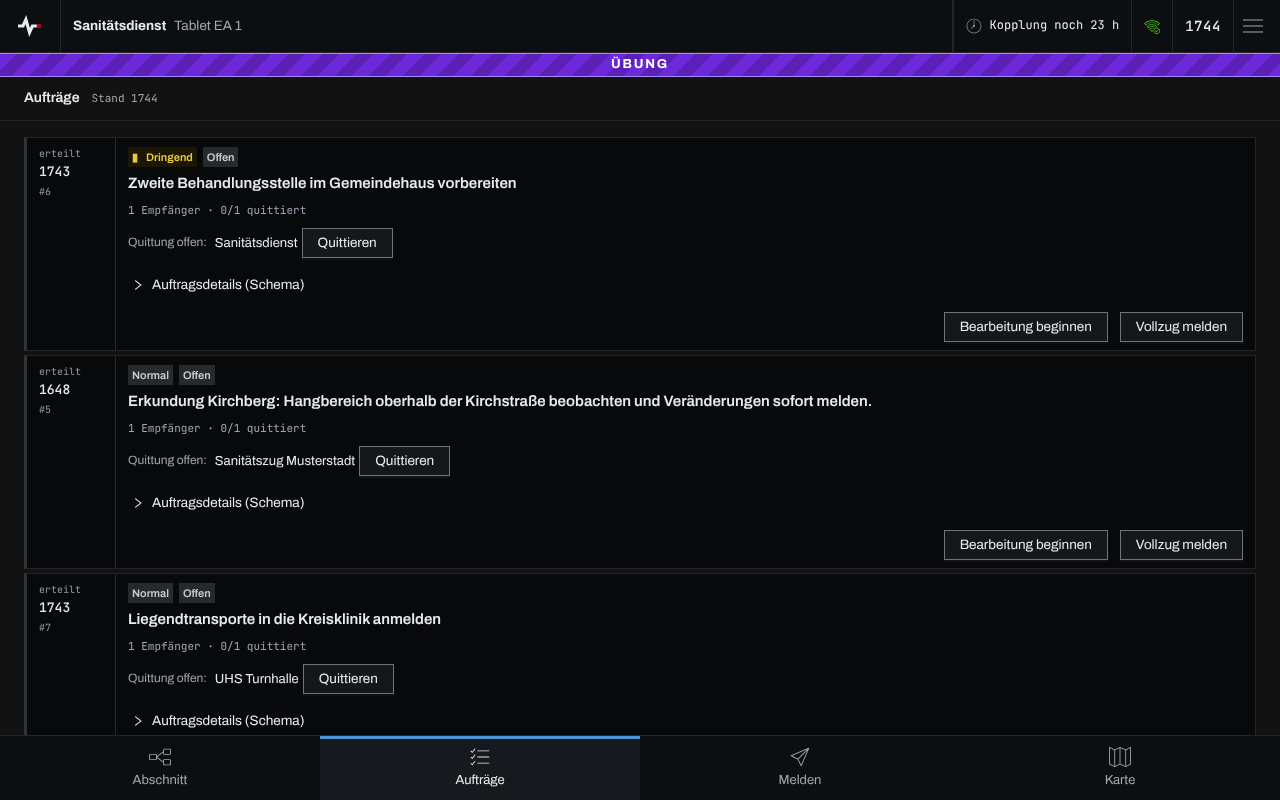 Sanitätsdienst Tablet EA 1
Kopplung noch 23 h
1744
ÜBUNG
Aufträge Stand 1744
erteilt
1743
#6
Dringend Offen
Zweite Behandlungsstelle im Gemeindehaus vorbereiten
1 Empfänger · 0/1 quittiert
Quittung offen: Sanitätsdienst Quittieren
Auftragsdetails (Schema)
Bearbeitung beginnen Vollzug melden
erteilt
1648
#5
Normal Offen
Erkundung Kirchberg: Hangbereich oberhalb der Kirchstraße beobachten und Veränderungen sofort melden.
1 Empfänger · 0/1 quittiert
Quittung offen: Sanitätszug Musterstadt Quittieren
Auftragsdetails (Schema)
Bearbeitung beginnen Vollzug melden
erteilt
1743
#7
Normal Offen
Liegendtransporte in die Kreisklinik anmelden
1 Empfänger · 0/1 quittiert
Quittung offen: UHS Turnhalle Quittieren
Auftragsdetails (Schema)
Abschnitt
Aufträge
Melden
Karte